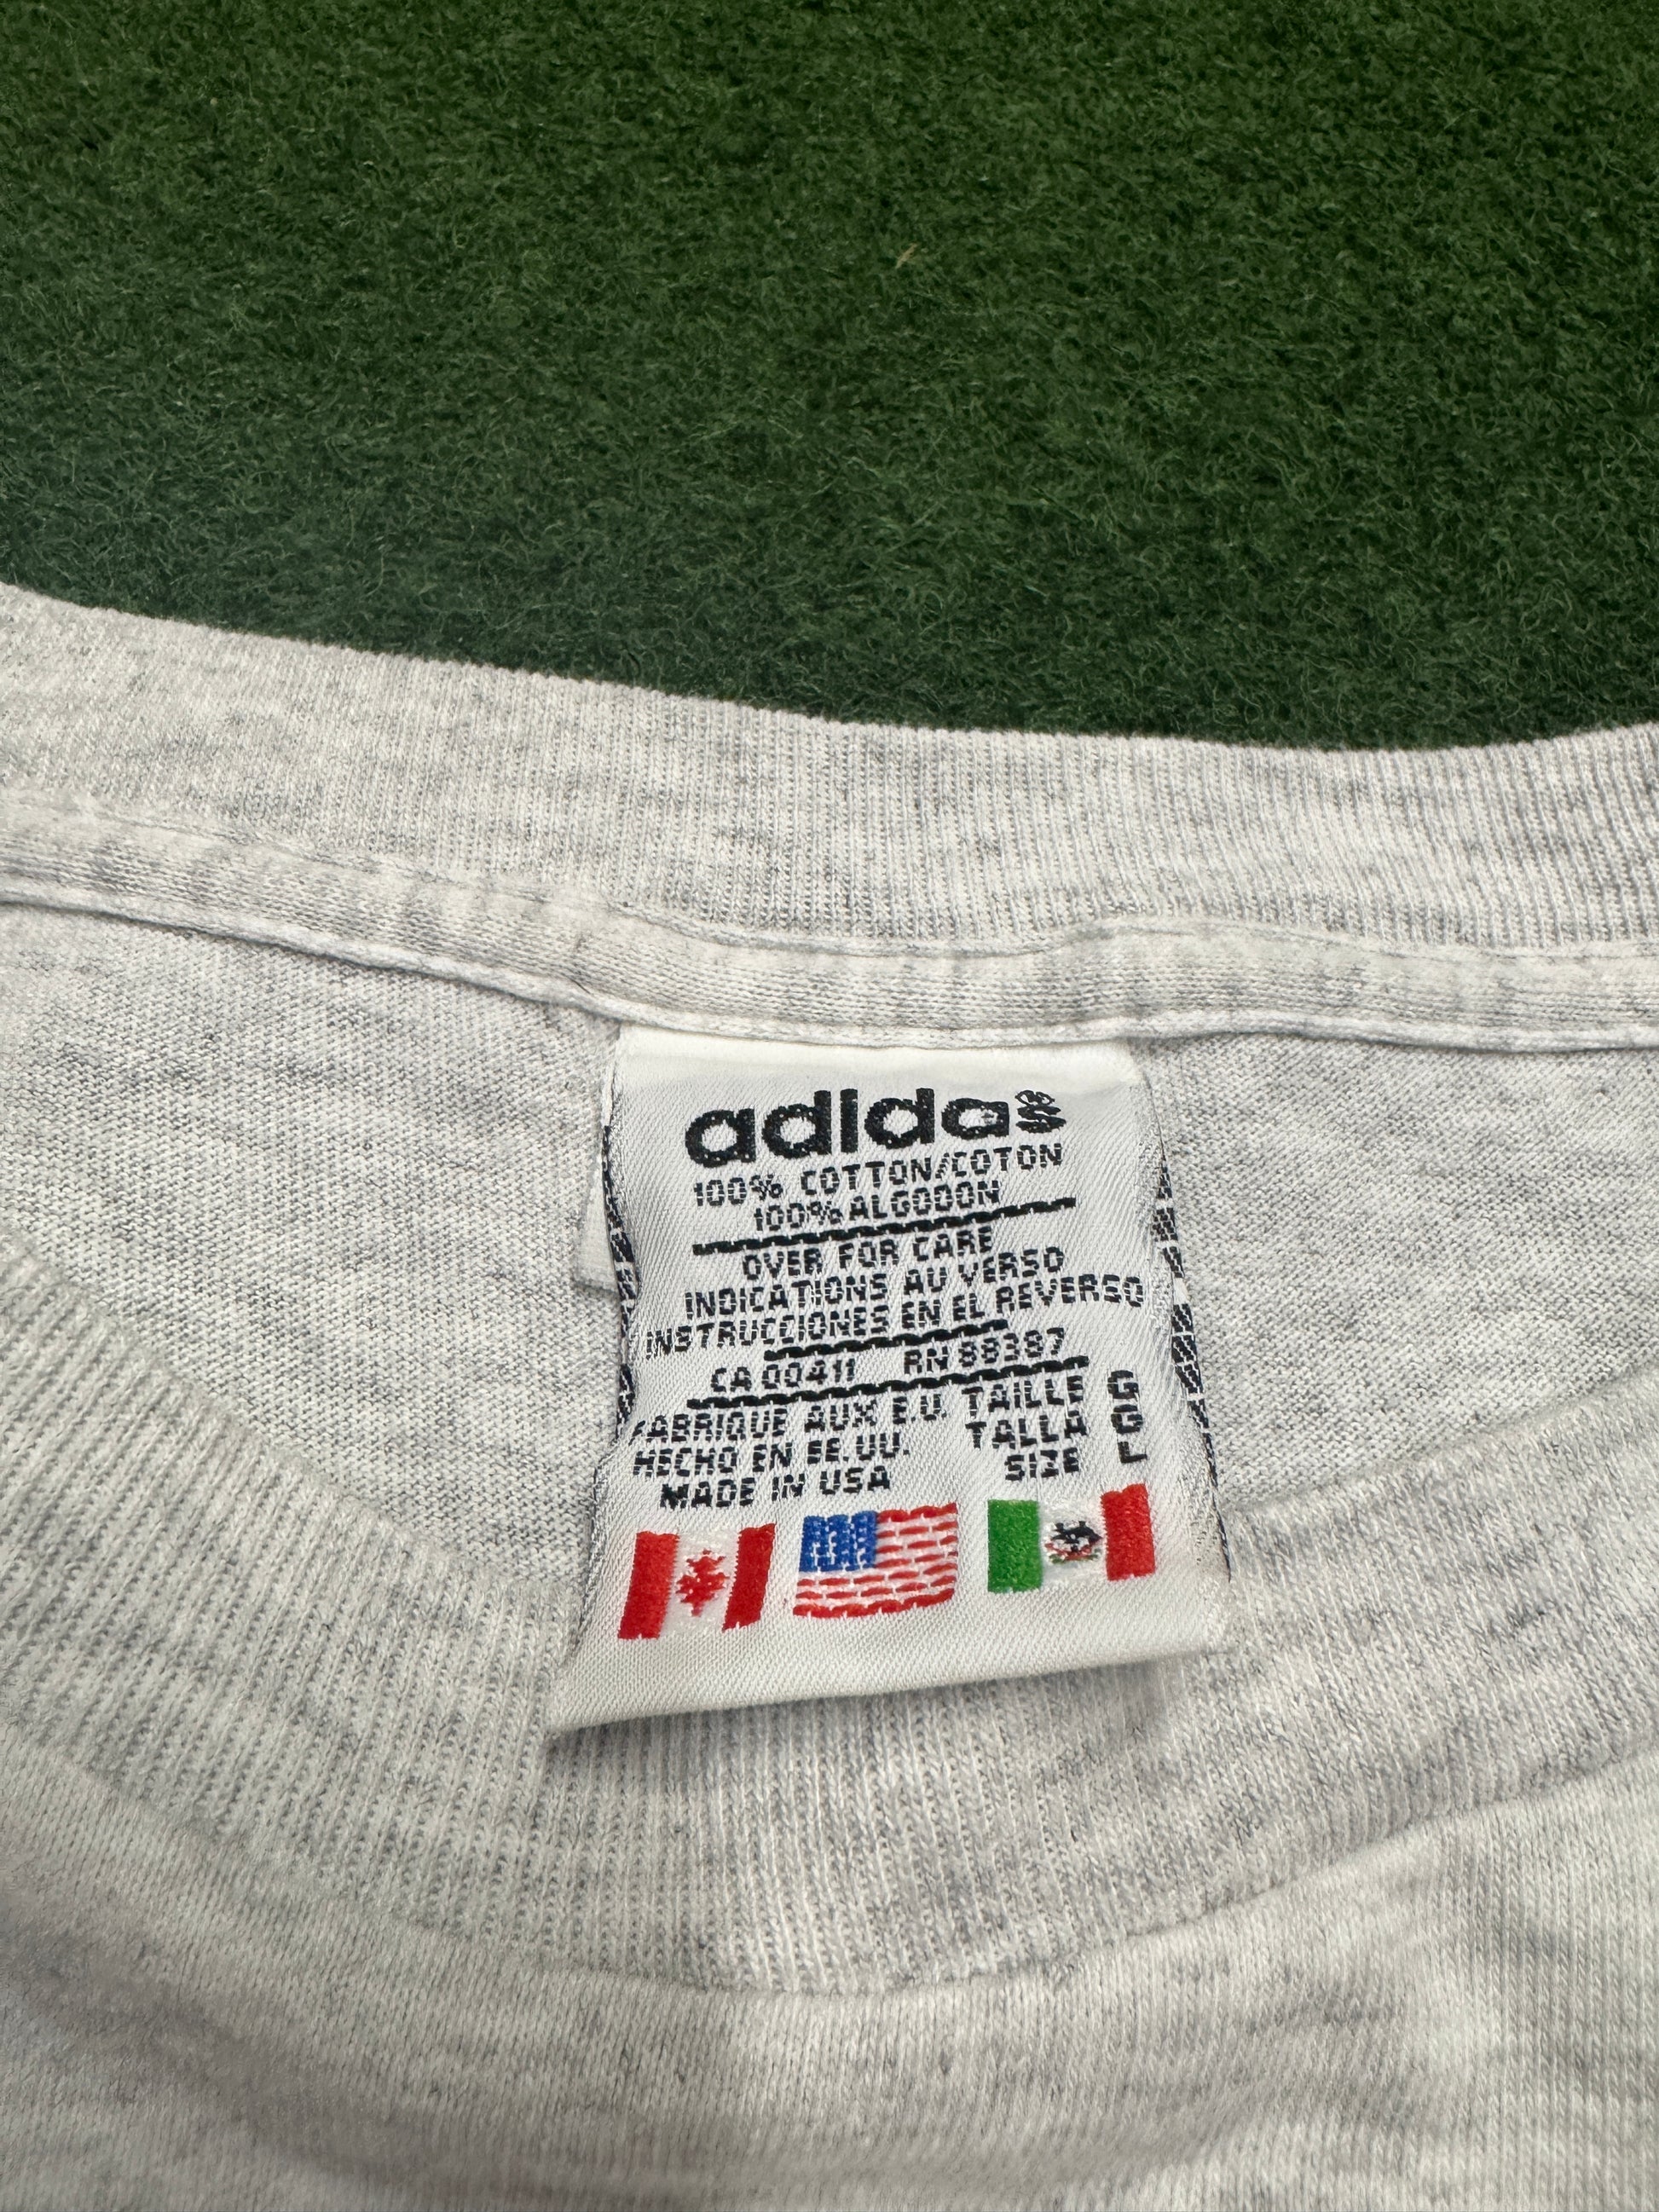 adidas
100% COTTON/COTON
100% ALGODON
OVER FOR CARE
INDICATIONS AU VERSO
INSTRUCCIONES EN EL REVERSO
CA 00411 RN 88387
FABRIQUE AUX E.U. TAILLE G
HECHO EN EE.UU. TALLA G
MADE IN USA SIZE L